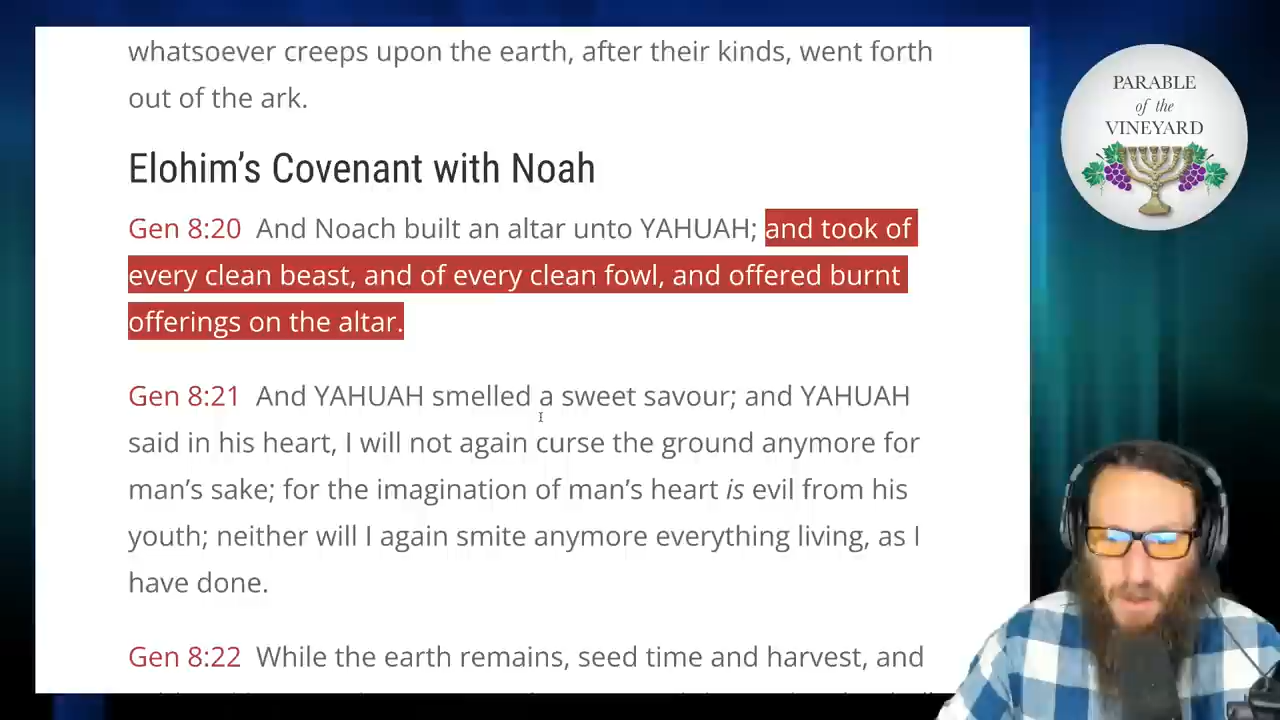 whatsoever creeps upon the earth, after their kinds, went forth
out of the ark.
Elohim’s Covenant with Noah
Gen 8:20 And Noach built an altar unto YAHUAH; and took of
every clean beast, and of every clean fowl, and offered burnt
offerings on the altar.
Gen 8:21 And YAHUAH smelled a sweet savour; and YAHUAH
said in his heart, I will not again curse the ground anymore for
man’s sake; for the imagination of man’s heart is evil from his
youth; neither will I again smite anymore everything living, as I
have done.
Gen 8:22 While the earth remains, seed time and harvest, and
PARABLE
of the
VINEYARD